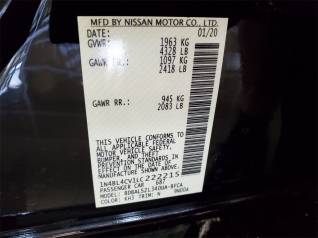 MFD BY NISSAN MOTOR CO., LTD.
01/20
GVWR: 1963 KG
4328 LB
GAWR FR.: 1097 KG
2418 LB
GAWR RR.: 945 KG
2083 LB
THIS VEHICLE CONFORMS TO
ALL APPLICABLE FEDERAL
MOTOR VEHICLE SAFETY,
BUMPER, AND THEFT
PREVENTION STANDARDS IN
EFFECT ON THE DATE OF
MANUFACTURE SHOWN ABOVE.
1N4BL4CV1LC222215
PASSENGER CAR 687
MODEL:
COLOR: KH3 TRIM: N